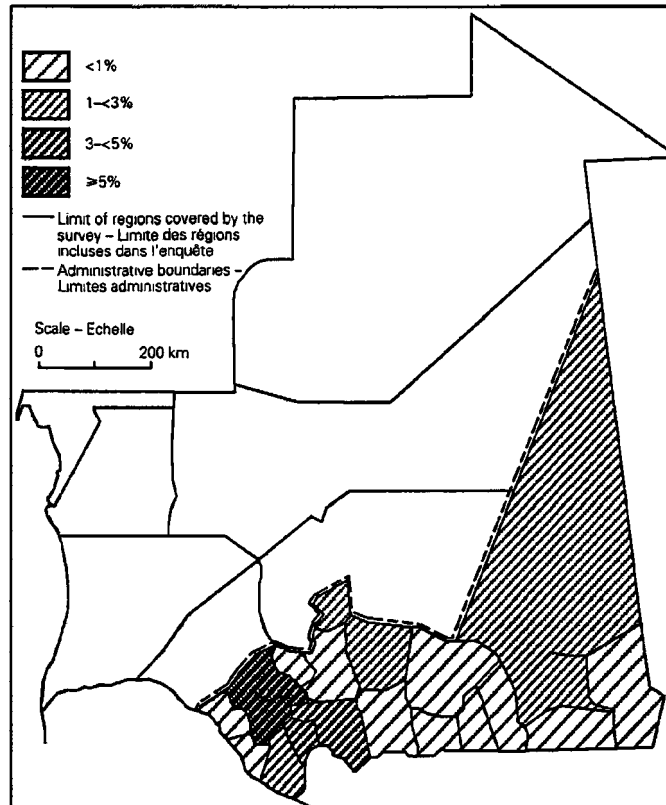 <1%
1–<3%
3–<5%
⩾5%
Limit of regions covered by the
survey – Limite des régions
incluses dans l'enquête
Administrative boundaries –
Limites administratives
Scale – Echelle
0 200 km